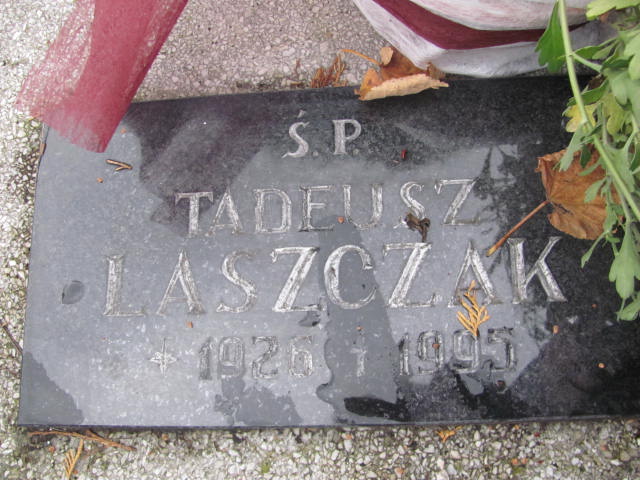 Ś.P.
TADEUSZ
LASZCZAK
1926 † 1995